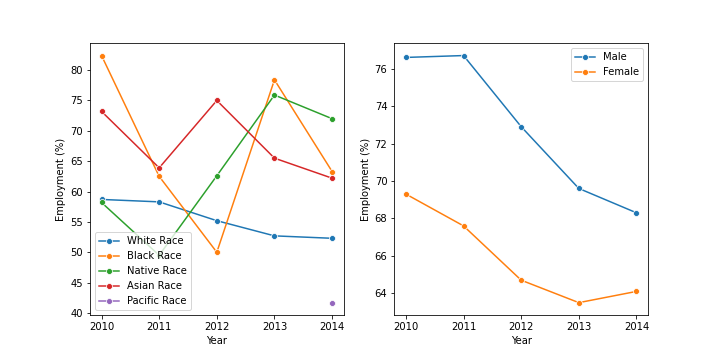 Employment (%)
80
75
70
65
60
55
50
45
40
White Race
Black Race
Native Race
Asian Race
Pacific Race
2010 2011 2012 2013 2014
Year
Employment (%)
76
74
72
70
68
66
64
Male
Female
2010 2011 2012 2013 2014
Year